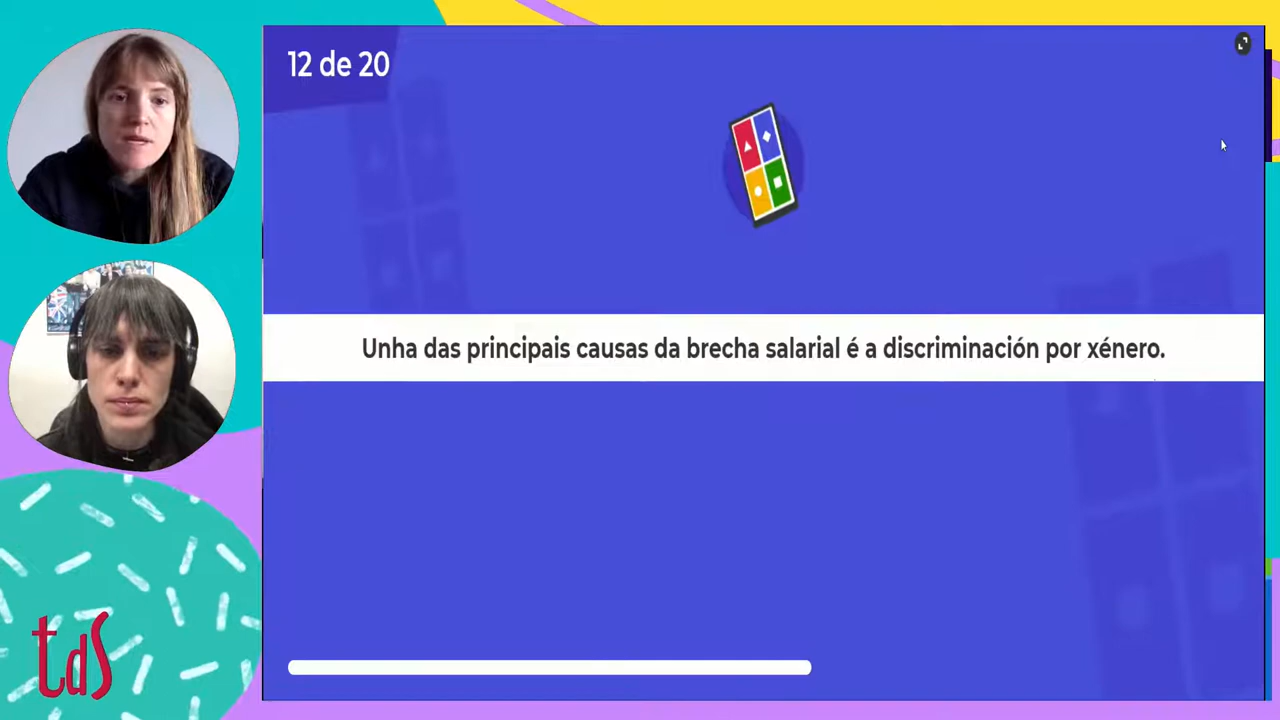 12 de 20
Unha das principais causas da brecha salarial é a discriminación por xénero.
tdS